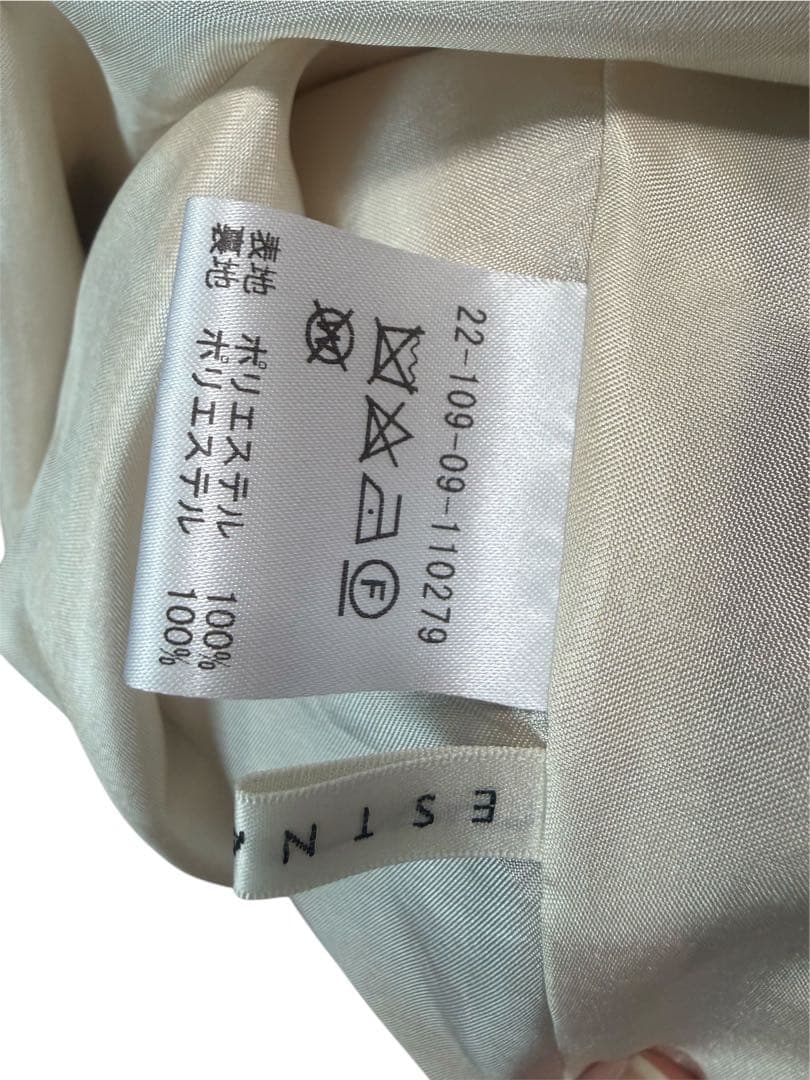 22-109-09-110279
F
W
表地 ポリエステル 100%
裏地 ポリエステル 100%
E S T N